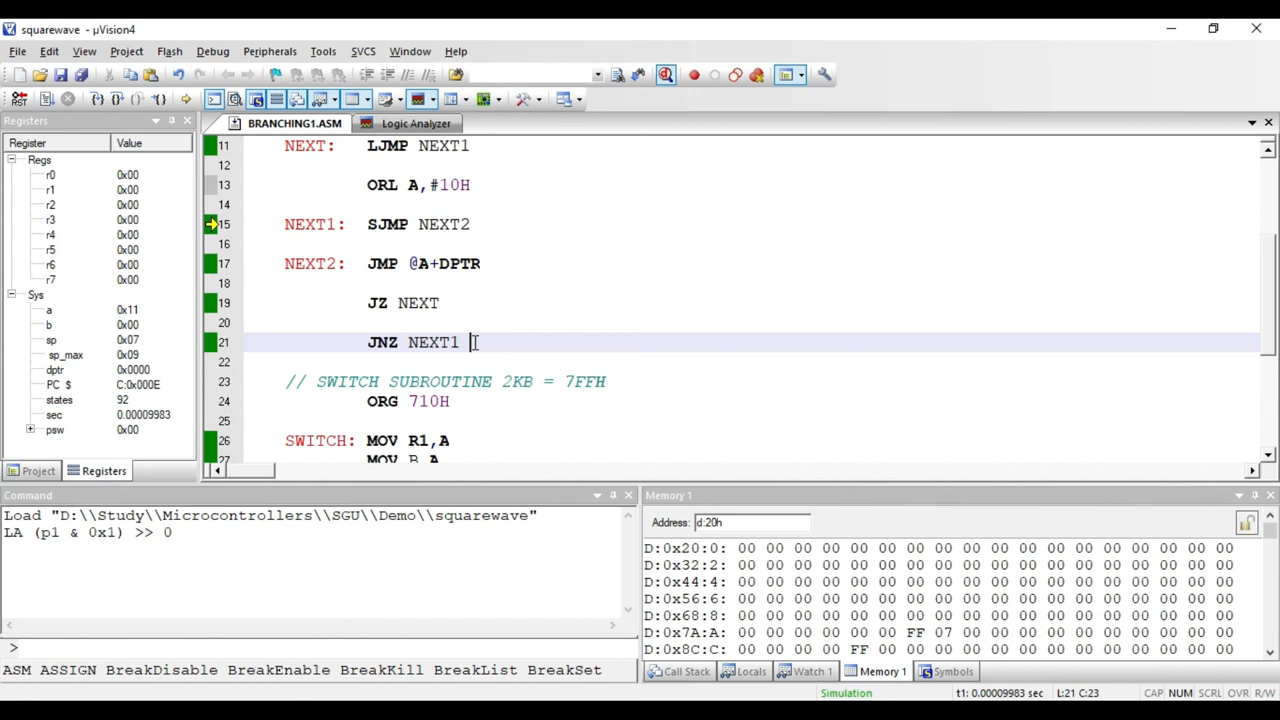 squarewave - µVision4
File Edit View Project Flash Debug Peripherals Tools SVCS Window Help
RST
Registers
BRANCHING1.ASM Logic Analyzer
Register Value
Regs
r0 0x00
r1 0x00
r2 0x00
r3 0x00
r4 0x00
r5 0x00
r6 0x00
r7 0x00
Sys
a 0x11
b 0x00
sp 0x07
sp_max 0x09
dptr 0x0000
PC $ C:0x000E
states 92
sec 0.00009983
psw 0x00
Project Registers
11 NEXT: LJMP NEXT1
12
13 ORL A,#10H
14
15 NEXT1: SJMP NEXT2
16
17 NEXT2: JMP @A+DPTR
18
19 JZ NEXT
20
21 JNZ NEXT1
22
23 // SWITCH SUBROUTINE 2KB = 7FFH
24 ORG 710H
25
26 SWITCH: MOV R1,A
27 MOV B,A
Command
Load "D:\\Study\\Microcontrollers\\SGU\\Demo\\squarewave"
LA (p1 & 0x1) >> 0
>
ASM ASSIGN BreakDisable BreakEnable BreakKill BreakList BreakSet
Memory 1
Address: d:20h
D:0x20:0: 00 00 00 00 00 00 00 00 00 00 00 00 00 00 00 00 00 00
D:0x32:2: 00 00 00 00 00 00 00 00 00 00 00 00 00 00 00 00 00 00
D:0x44:4: 00 00 00 00 00 00 00 00 00 00 00 00 00 00 00 00 00 00
D:0x56:6: 00 00 00 00 00 00 00 00 00 00 00 00 00 00 00 00 00 00
D:0x68:8: 00 00 00 00 00 00 00 00 00 00 00 00 00 00 00 00 00 00
D:0x7A:A: 00 00 00 00 00 00 FF 07 00 00 00 00 00 00 00 00 00 00
D:0x8C:C: 00 00 00 00 FF 00 00 00 00 00 00 00 00 00 00 00 00 00
Call Stack Locals Watch 1 Memory 1 Symbols
Simulation t1: 0.00009983 sec L:21 C:23 CAP NUM SCRL OVR R/W